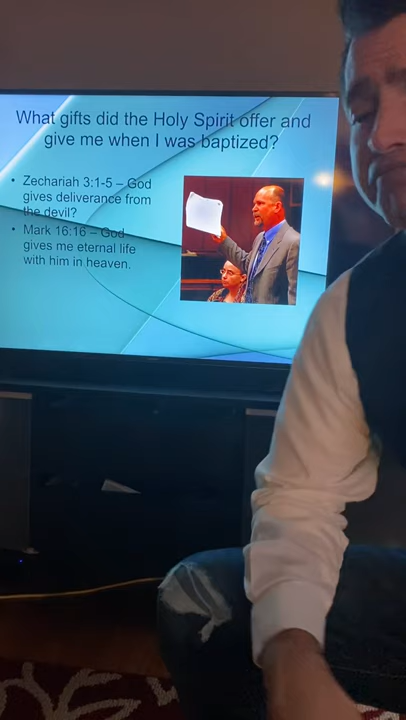 What gifts did the Holy Spirit offer and
give me when I was baptized?
• Zechariah 3:1-5 – God
gives deliverance from
the devil?
• Mark 16:16 – God
gives me eternal life
with him in heaven.